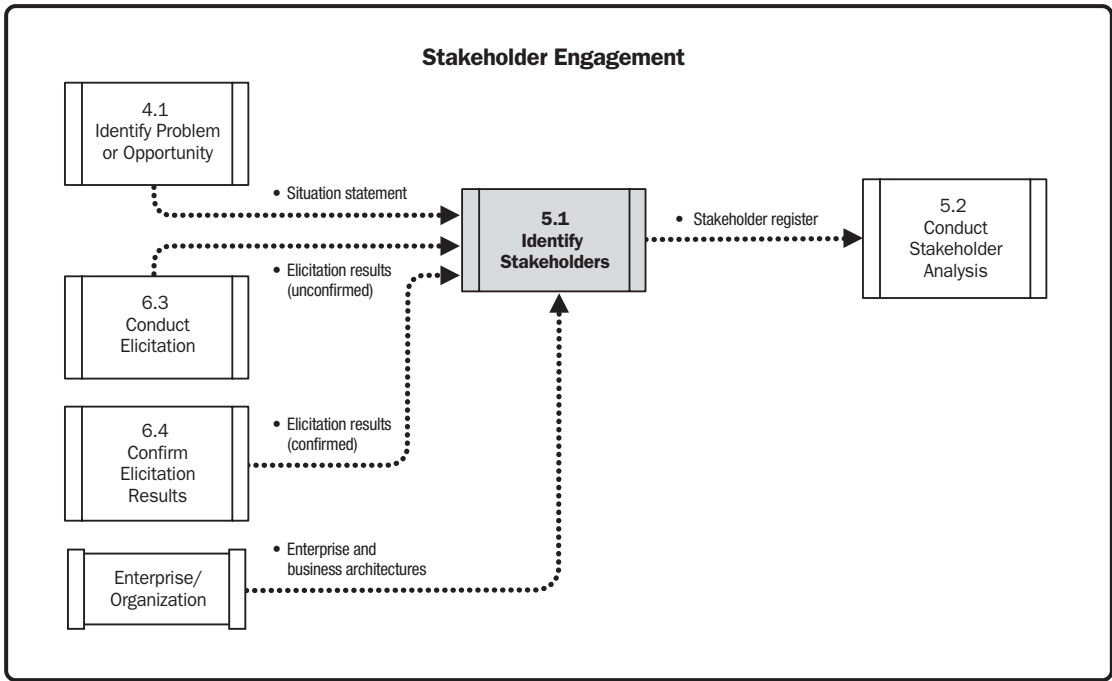 Stakeholder Engagement
4.1
Identify Problem
or Opportunity
• Situation statement
5.1
Identify
Stakeholders
• Stakeholder register
5.2
Conduct
Stakeholder
Analysis
• Elicitation results
(unconfirmed)
6.3
Conduct
Elicitation
• Elicitation results
(confirmed)
6.4
Confirm
Elicitation
Results
• Enterprise and
business architectures
Enterprise/
Organization